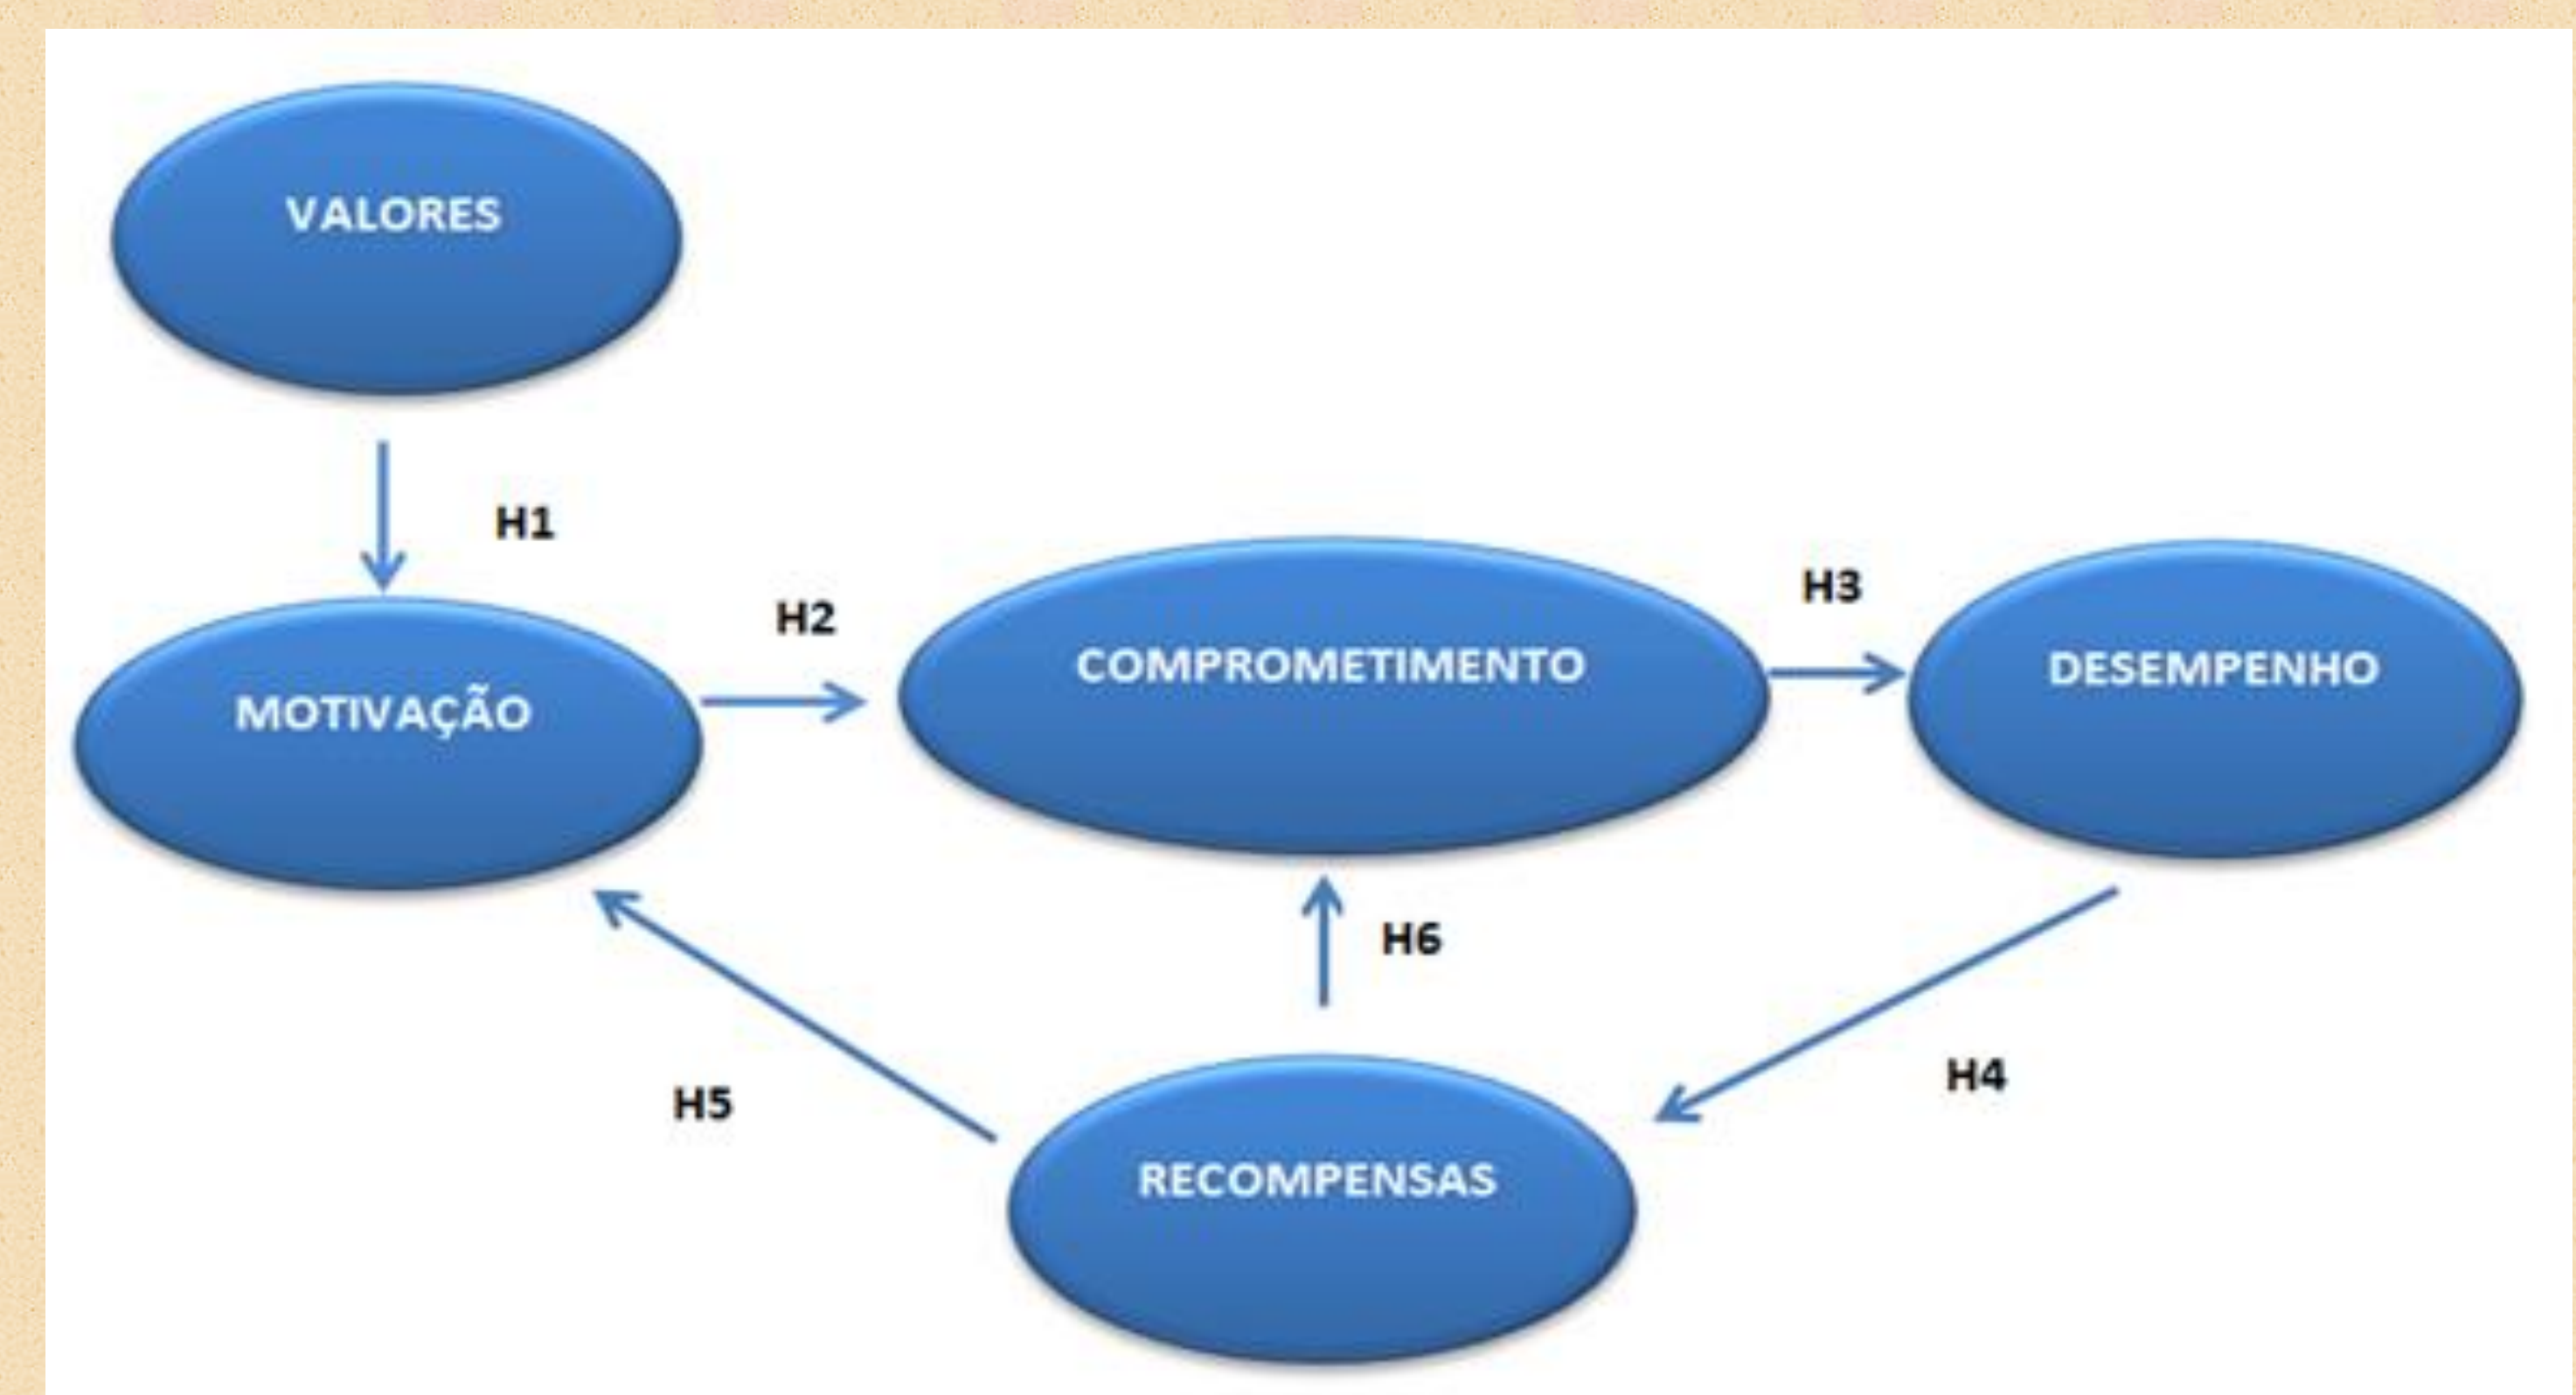 VALORES
H1
H2
H3
MOTIVAÇÃO
COMPROMETIMENTO
DESEMPENHO
H6
H5
H4
RECOMPENSAS